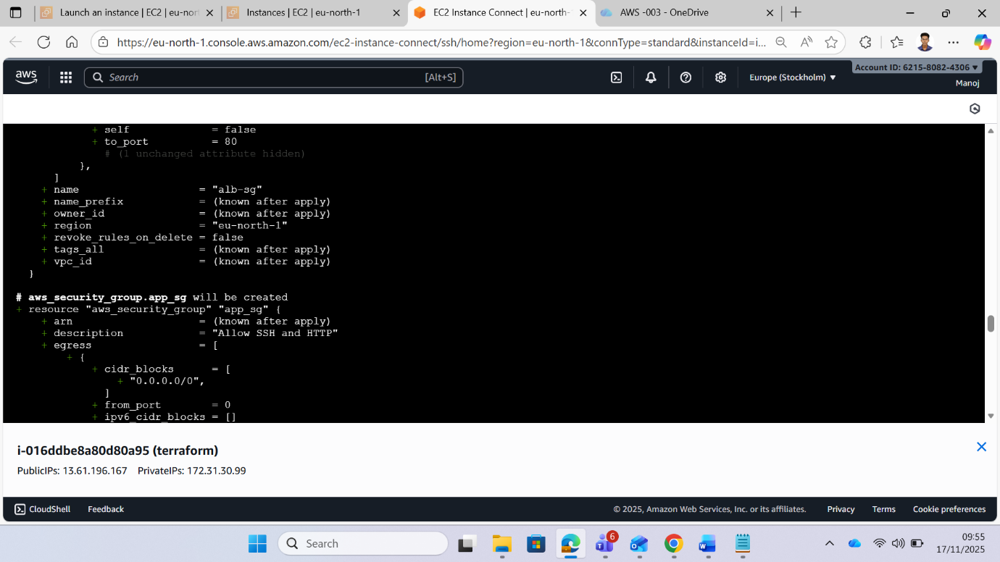 Launch an instance | EC2 | eu-nort
Instances | EC2 | eu-north-1
EC2 Instance Connect | eu-north-
AWS -003 - OneDrive
https://eu-north-1.console.aws.amazon.com/ec2-instance-connect/ssh/home?region=eu-north-1&connType=standard&instanceId=i...
aws
Search [Alt+S]
Europe (Stockholm)
Account ID: 6215-8082-4306
Manoj
+ self = false
+ to_port = 80
# (1 unchanged attribute hidden)
},
]
+ name = "alb-sg"
+ name_prefix = (known after apply)
+ owner_id = (known after apply)
+ region = "eu-north-1"
+ revoke_rules_on_delete = false
+ tags_all = (known after apply)
+ vpc_id = (known after apply)
}
# aws_security_group.app_sg will be created
+ resource "aws_security_group" "app_sg" {
+ arn = (known after apply)
+ description = "Allow SSH and HTTP"
+ egress = [
+ {
+ cidr_blocks = [
+ "0.0.0.0/0",
]
+ from_port = 0
+ ipv6_cidr_blocks = []
i-016ddbe8a80d80a95 (terraform)
PublicIPs: 13.61.196.167 PrivateIPs: 172.31.30.99
CloudShell Feedback © 2025, Amazon Web Services, Inc. or its affiliates. Privacy Terms Cookie preferences
Search
6
09:55
17/11/2025